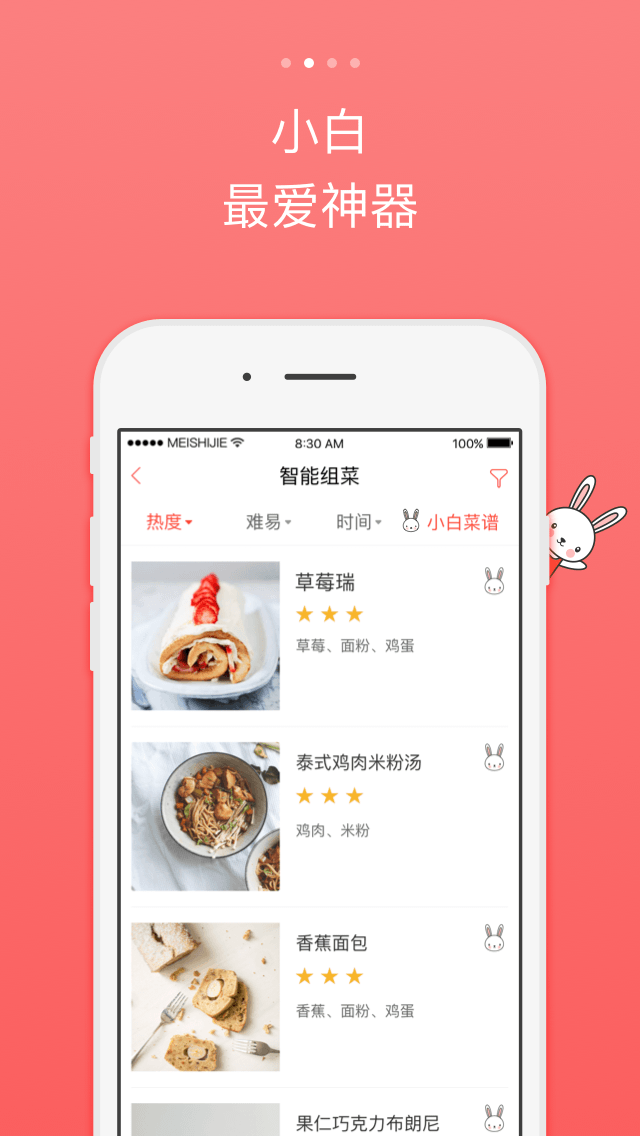 小白
最爱神器
MEISHIJIE 8:30 AM 100%
智能组菜
热度 难易 时间 小白菜谱
草莓瑞
草莓、面粉、鸡蛋
泰式鸡肉米粉汤
鸡肉、米粉
香蕉面包
香蕉、面粉、鸡蛋
果仁巧克力布朗尼